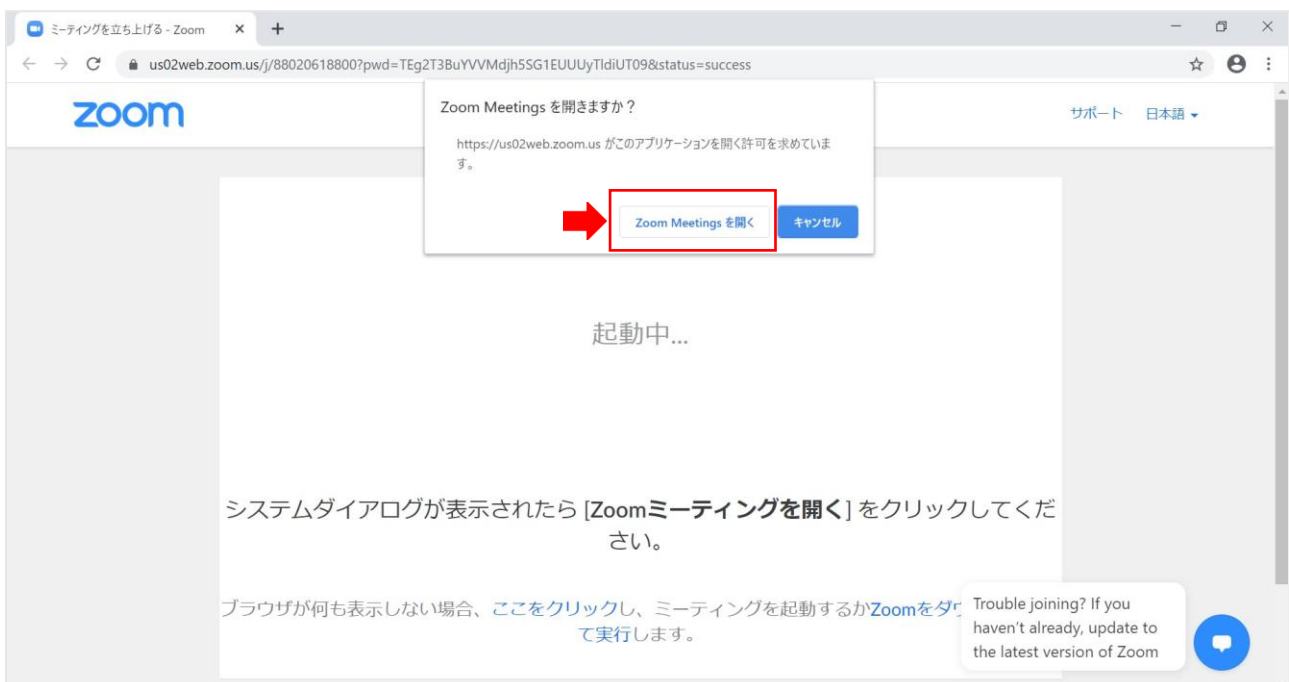 ミーティングを立ち上げる - Zoom
us02web.zoom.us/j/88020618800?pwd=TEg2T3BuYVVMdjh5SG1EUUUyTldiUT09&status=success
zoom
サポート 日本語
Zoom Meetings を開きますか？
https://us02web.zoom.us がこのアプリケーションを開く許可を求めていま
す。
Zoom Meetings を開く キャンセル
起動中...
システムダイアログが表示されたら [Zoomミーティングを開く] をクリックしてくだ
さい。
ブラウザが何も表示しない場合、ここをクリックし、ミーティングを起動するかZoomをダウ
て実行します。
Trouble joining? If you
haven't already, update to
the latest version of Zoom